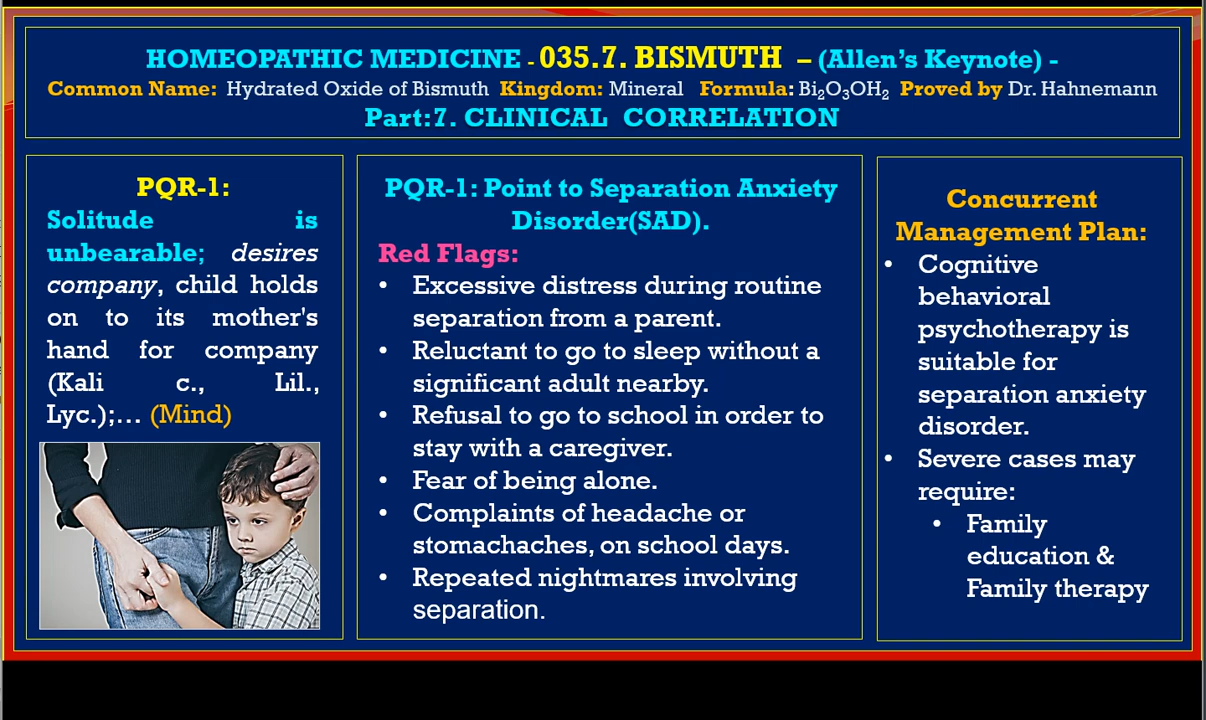 HOMEOPATHIC MEDICINE - 035.7. BISMUTH – (Allen’s Keynote) -
Common Name: Hydrated Oxide of Bismuth Kingdom: Mineral Formula: Bi₂O₃OH₂ Proved by Dr. Hahnemann
Part:7. CLINICAL CORRELATION
PQR-1:
Solitude is
unbearable; desires
company, child holds
on to its mother's
hand for company
(Kali c., Lil.,
Lyc.);… (Mind)
PQR-1: Point to Separation Anxiety
Disorder(SAD).
Red Flags:
• Excessive distress during routine
separation from a parent.
• Reluctant to go to sleep without a
significant adult nearby.
• Refusal to go to school in order to
stay with a caregiver.
• Fear of being alone.
• Complaints of headache or
stomachaches, on school days.
• Repeated nightmares involving
separation.
Concurrent
Management Plan:
• Cognitive
behavioral
psychotherapy is
suitable for
separation anxiety
disorder.
• Severe cases may
require:
• Family
education &
Family therapy